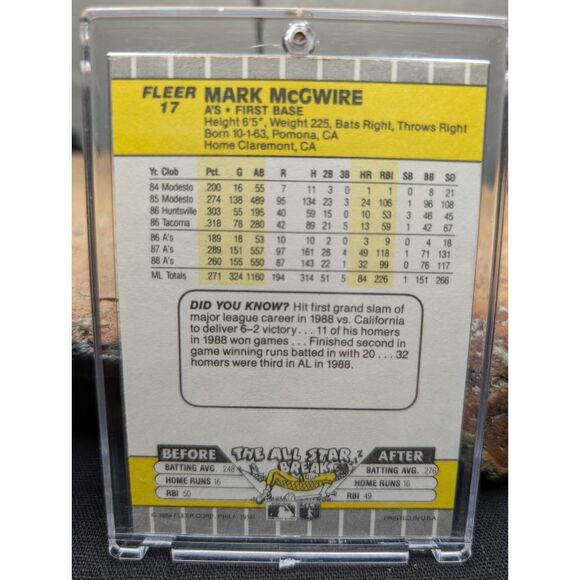 FLEER
17
MARK McGWIRE
A'S • FIRST BASE
Height 6'5", Weight 225, Bats Right, Throws Right
Born 10-1-63, Pomona, CA
Home Claremont, CA
Yr. Club Pct. G AB R H 2B 3B HR RBI SB BB SO
84 Modesto .200 16 55 7 11 3 0 1 1 0 8 21
85 Modesto .274 138 489 95 134 23 3 24 106 1 96 108
86 Huntsville .303 55 195 40 59 15 0 10 53 3 46 45
86 Tacoma .318 78 280 42 89 21 5 13 59 1 42 67
86 A's .189 18 53 10 10 2 0 3 9 0 4 18
87 A's .289 151 557 97 161 28 4 49 118 1 71 131
88 A's .260 155 550 87 143 22 1 32 99 0 76 117
ML Totals .271 324 1160 194 314 51 5 84 226 1 151 266
DID YOU KNOW? Hit first grand slam of
major league career in 1988 vs. California
to deliver 6–2 victory . . . 11 of his homers
in 1988 won games . . . Finished second in
game winning runs batted in with 20 . . . 32
homers were third in AL in 1988.
BEFORE THE ALL STAR BREAK AFTER
BATTING AVG. .248 BATTING AVG. .276
HOME RUNS 16 HOME RUNS 16
RBI 50 RBI 49
© 1989 FLEER CORP., PHILA. 19141 PRINTED IN U.S.A.